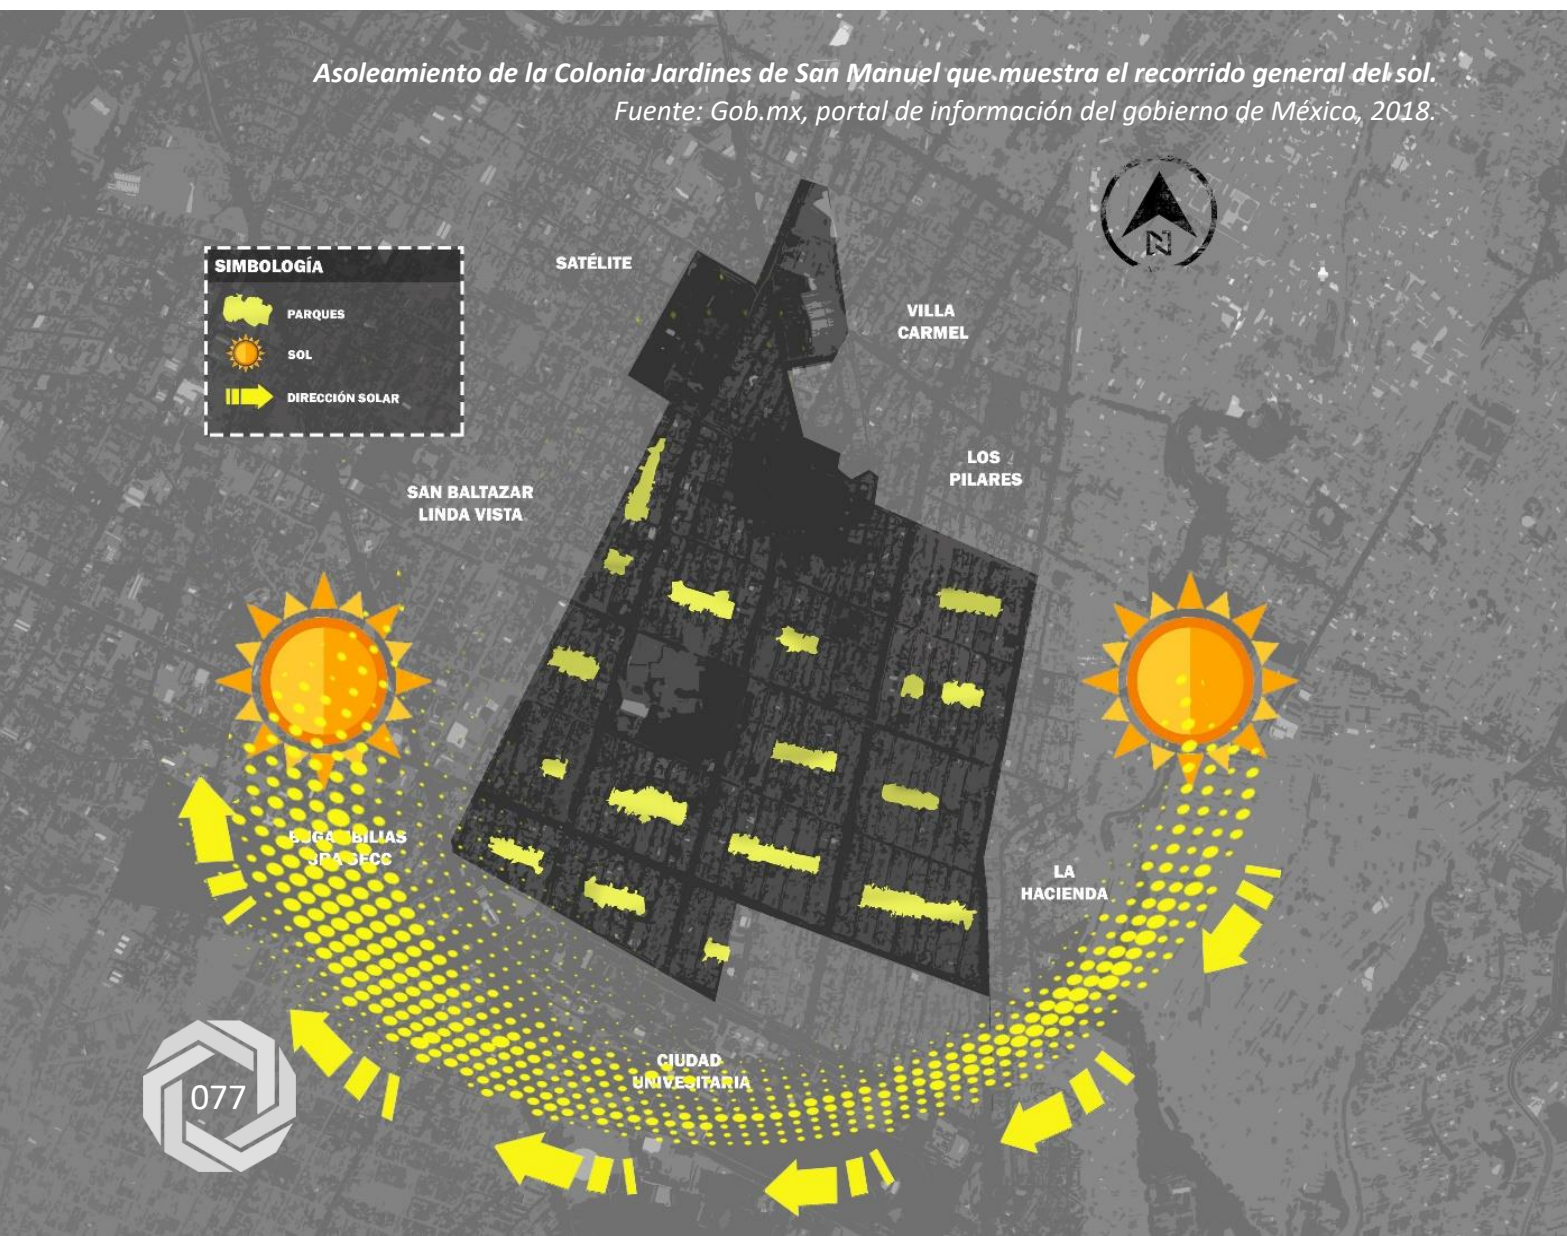 Asoleamiento de la Colonia Jardines de San Manuel que muestra el recorrido general del sol.
Fuente: Gob.mx, portal de información del gobierno de México, 2018.
N
SIMBOLOGÍA
PARQUES
SOL
DIRECCIÓN SOLAR
SATÉLITE
VILLA
CARMEL
LOS
PILARES
SAN BALTAZAR
LINDA VISTA
LA
HACIENDA
CIUDAD
UNIVESITARIA
077